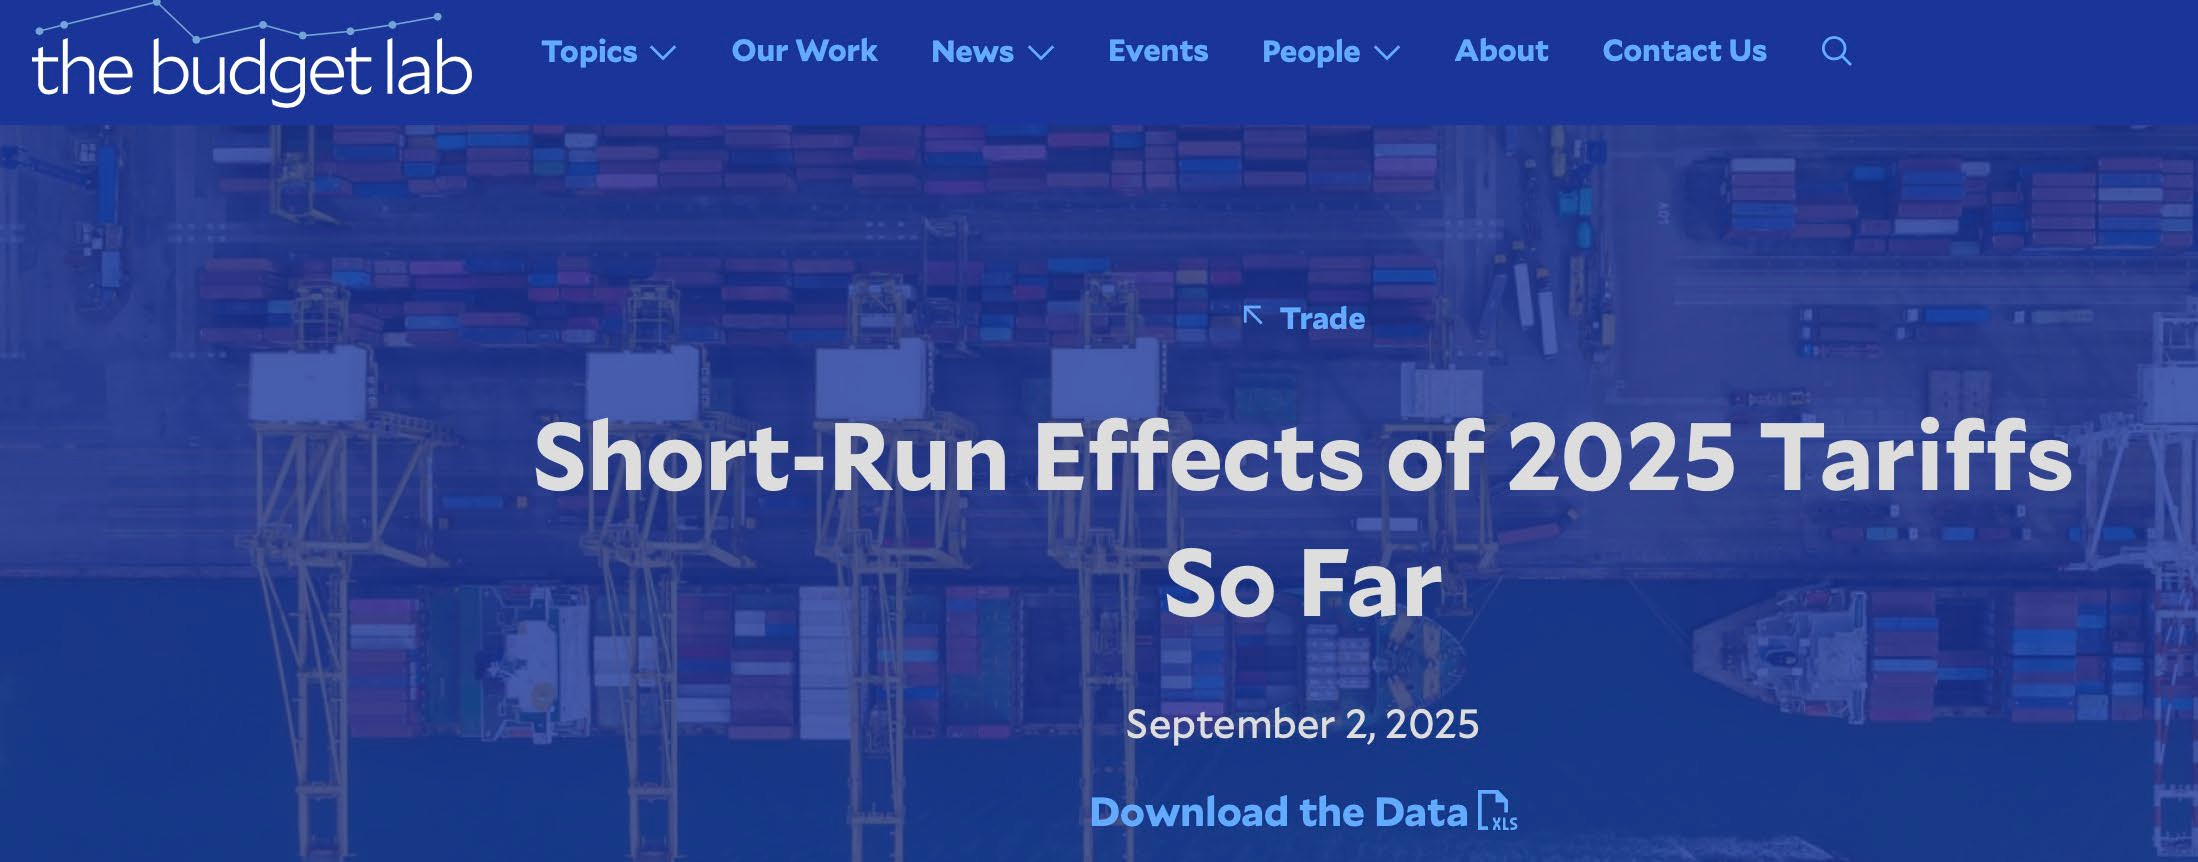 the budget lab
Topics Our Work News Events People About Contact Us
Trade
Short-Run Effects of 2025 Tariffs
So Far
September 2, 2025
Download the Data XLS